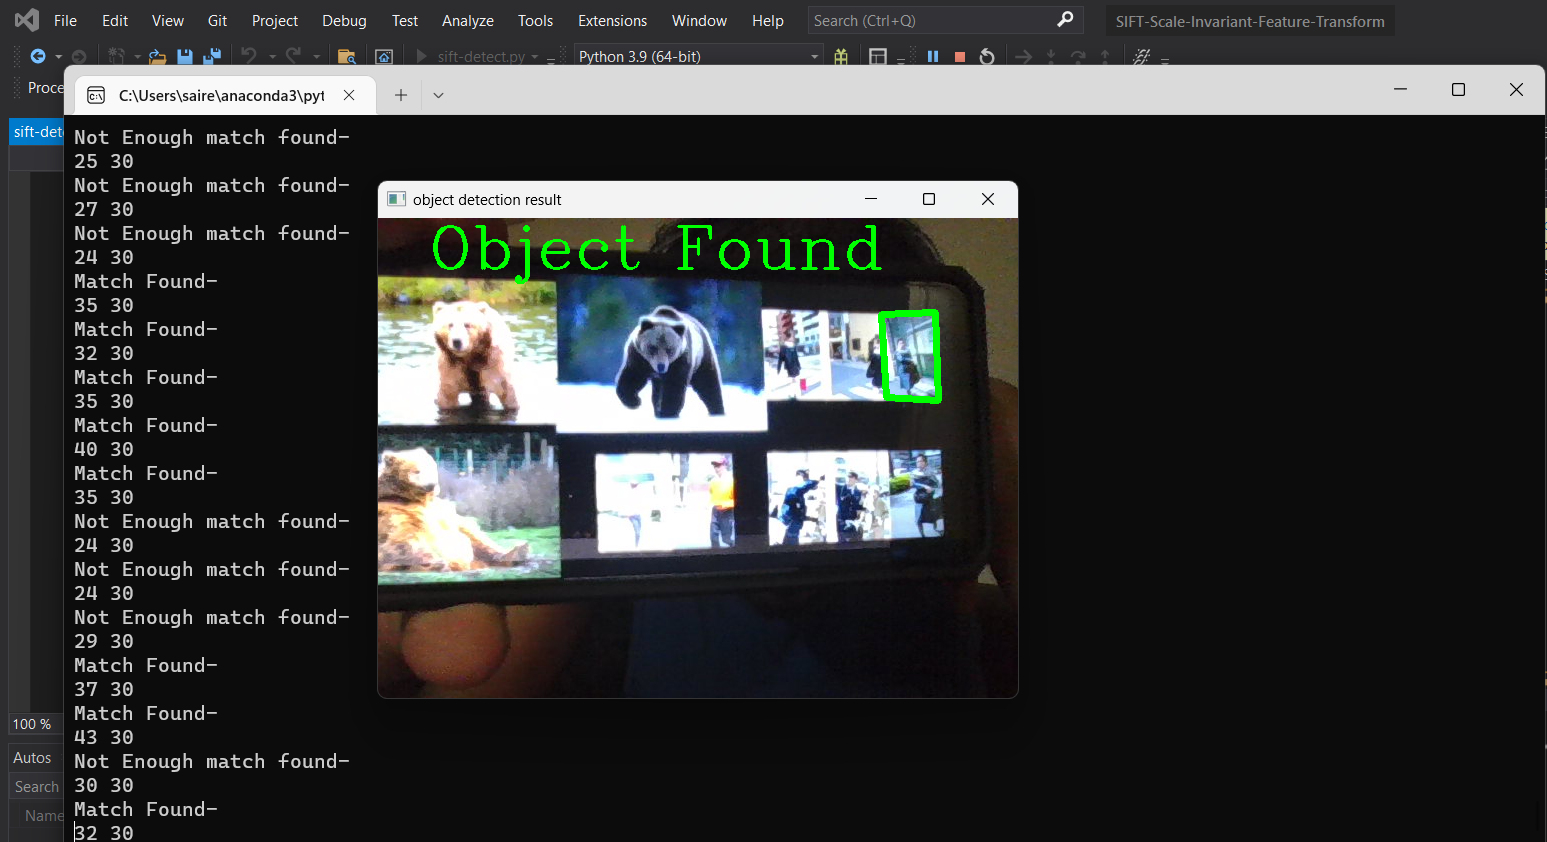 File Edit View Git Project Debug Test Analyze Tools Extensions Window Help Search (Ctrl+Q) SIFT-Scale-Invariant-Feature-Transform
sift-detect.py Python 3.9 (64-bit)
Proce
C:\Users\saire\anaconda3\pyt
sift-dete
Not Enough match found-
25 30
Not Enough match found-
27 30
Not Enough match found-
24 30
Match Found-
35 30
Match Found-
32 30
Match Found-
35 30
Match Found-
40 30
Match Found-
35 30
Not Enough match found-
24 30
Not Enough match found-
24 30
Not Enough match found-
29 30
Match Found-
37 30
Match Found-
43 30
Not Enough match found-
30 30
Match Found-
32 30
object detection result
Object Found
100 %
Autos
Search
Name